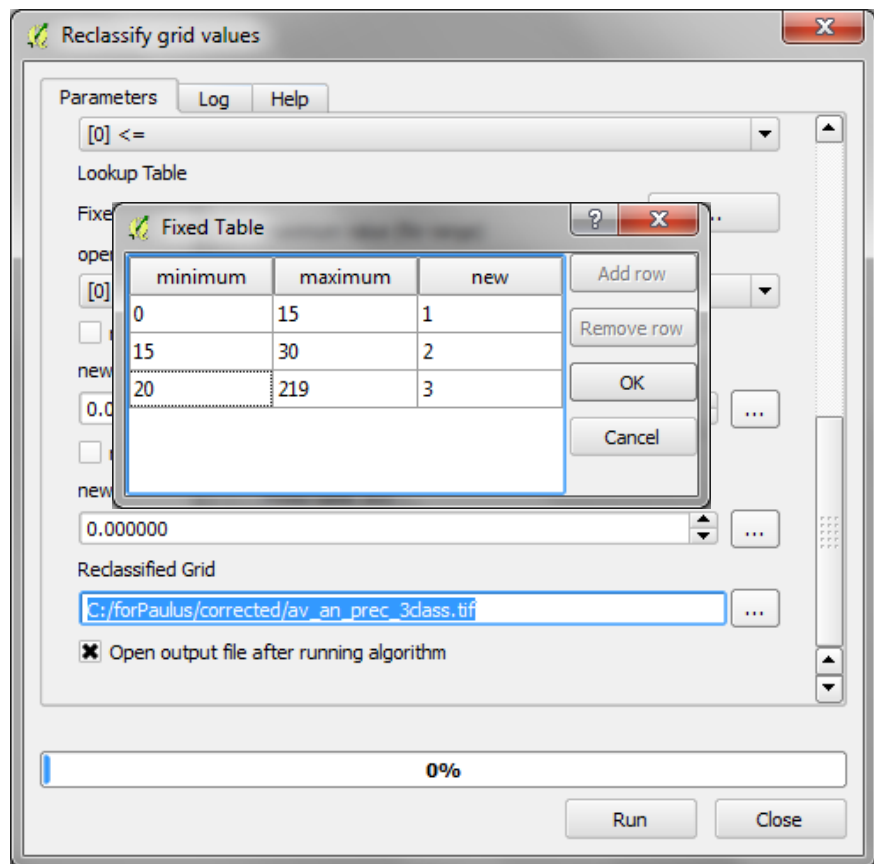 Reclassify grid values
Parameters Log Help
[0] <=
Lookup Table
Fixe
Fixed Table
ope
minimum maximum new Add row
[0]
0 15 1
Remove row
15 30 2
new
20 219 3 OK
0.0 ...
Cancel
new
0.000000 ...
Reclassified Grid
C:/forPaulus/corrected/av_an_prec_3class.tif ...
Open output file after running algorithm
0%
Run Close